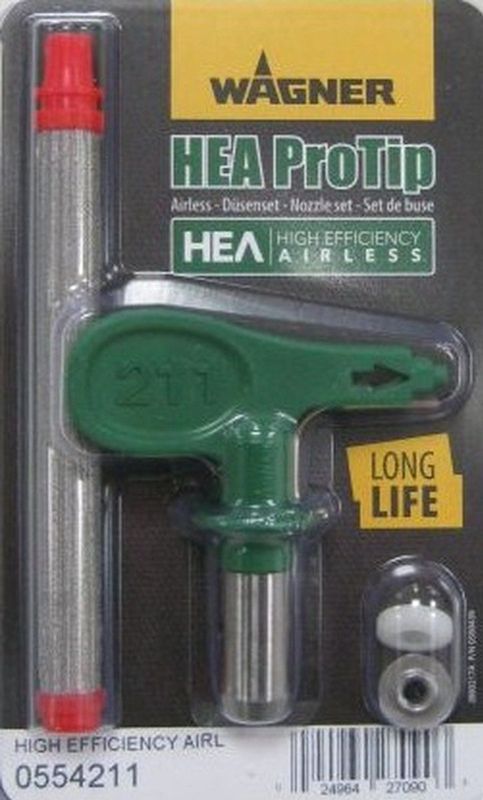 WAGNER
HEA ProTip
Airless - Düsenset - Nozzle set - Set de buse
HEA HIGH EFFICIENCY
AIRLESS
211
LONG
LIFE
HIGH EFFICIENCY AIRL
0554211
0 24964 27090